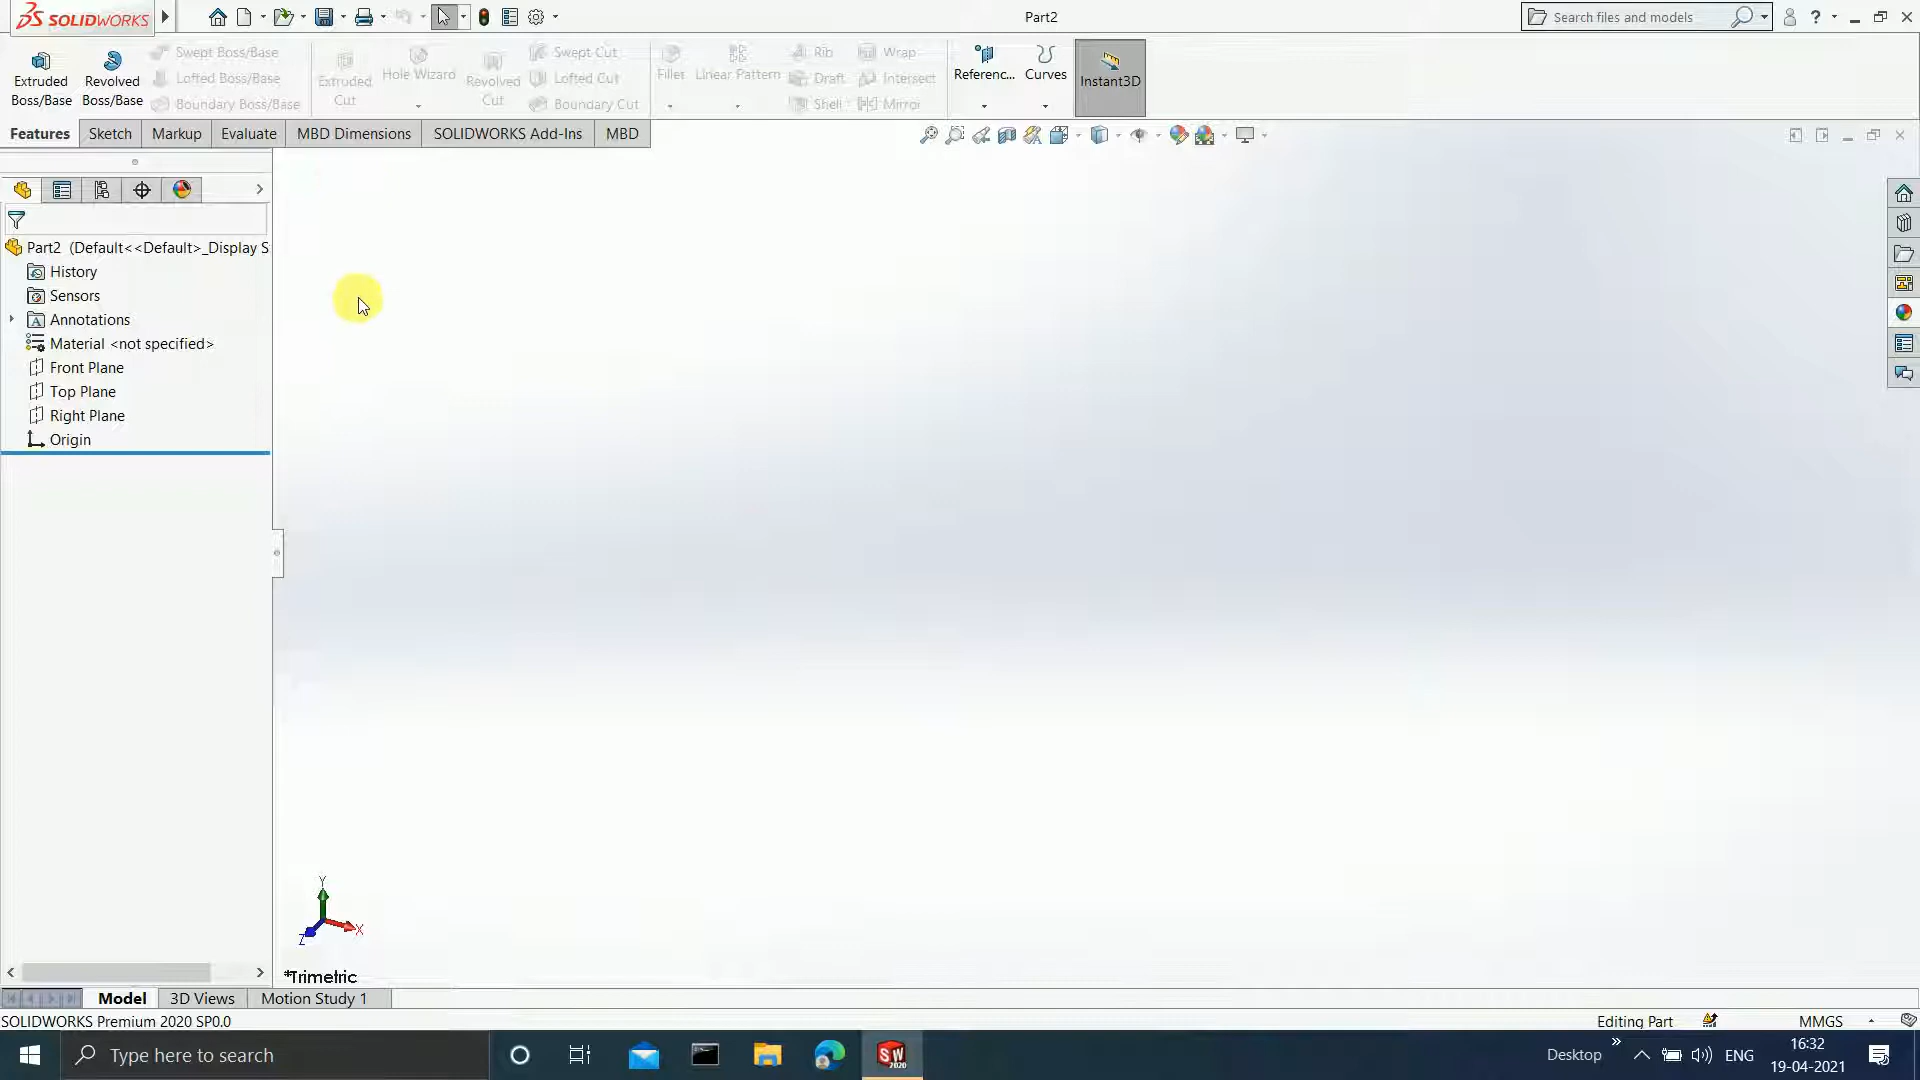 SOLIDWORKS
Part2
Search files and models
Extruded
Boss/Base
Revolved
Boss/Base
Swept Boss/Base
Lofted Boss/Base
Boundary Boss/Base
Extruded
Cut
Hole Wizard
Revolved
Cut
Swept Cut
Lofted Cut
Boundary Cut
Fillet
Linear Pattern
Rib
Draft
Shell
Wrap
Intersect
Mirror
Referenc...
Curves
Instant3D
Features
Sketch
Markup
Evaluate
MBD Dimensions
SOLIDWORKS Add-Ins
MBD
Part2 (Default<<Default>_Display S
History
Sensors
Annotations
Material <not specified>
Front Plane
Top Plane
Right Plane
Origin
Y
X
Z
*Trimetric
Model
3D Views
Motion Study 1
SOLIDWORKS Premium 2020 SP0.0
Editing Part
MMGS
Type here to search
SW
2020
Desktop
ENG
16:32
19-04-2021